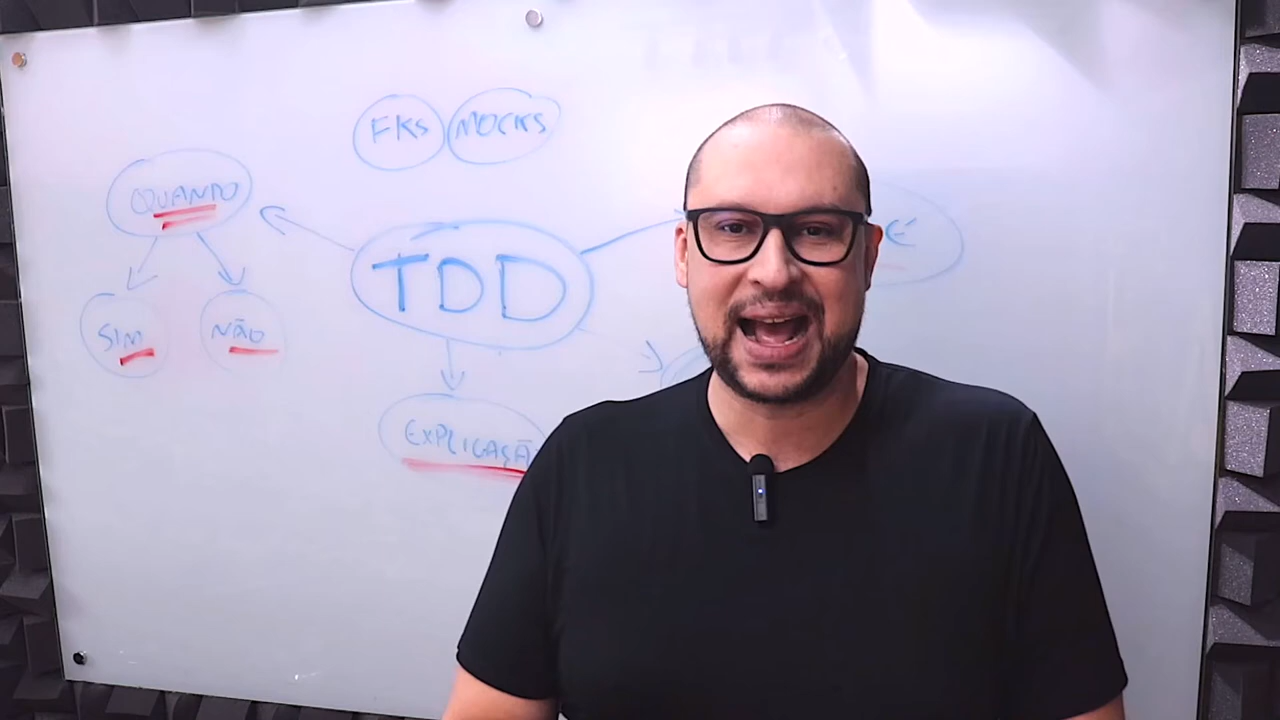 FKS MOCKS
QUANDO
TDD
É
SIM NÃO
EXPLICAÇÃ